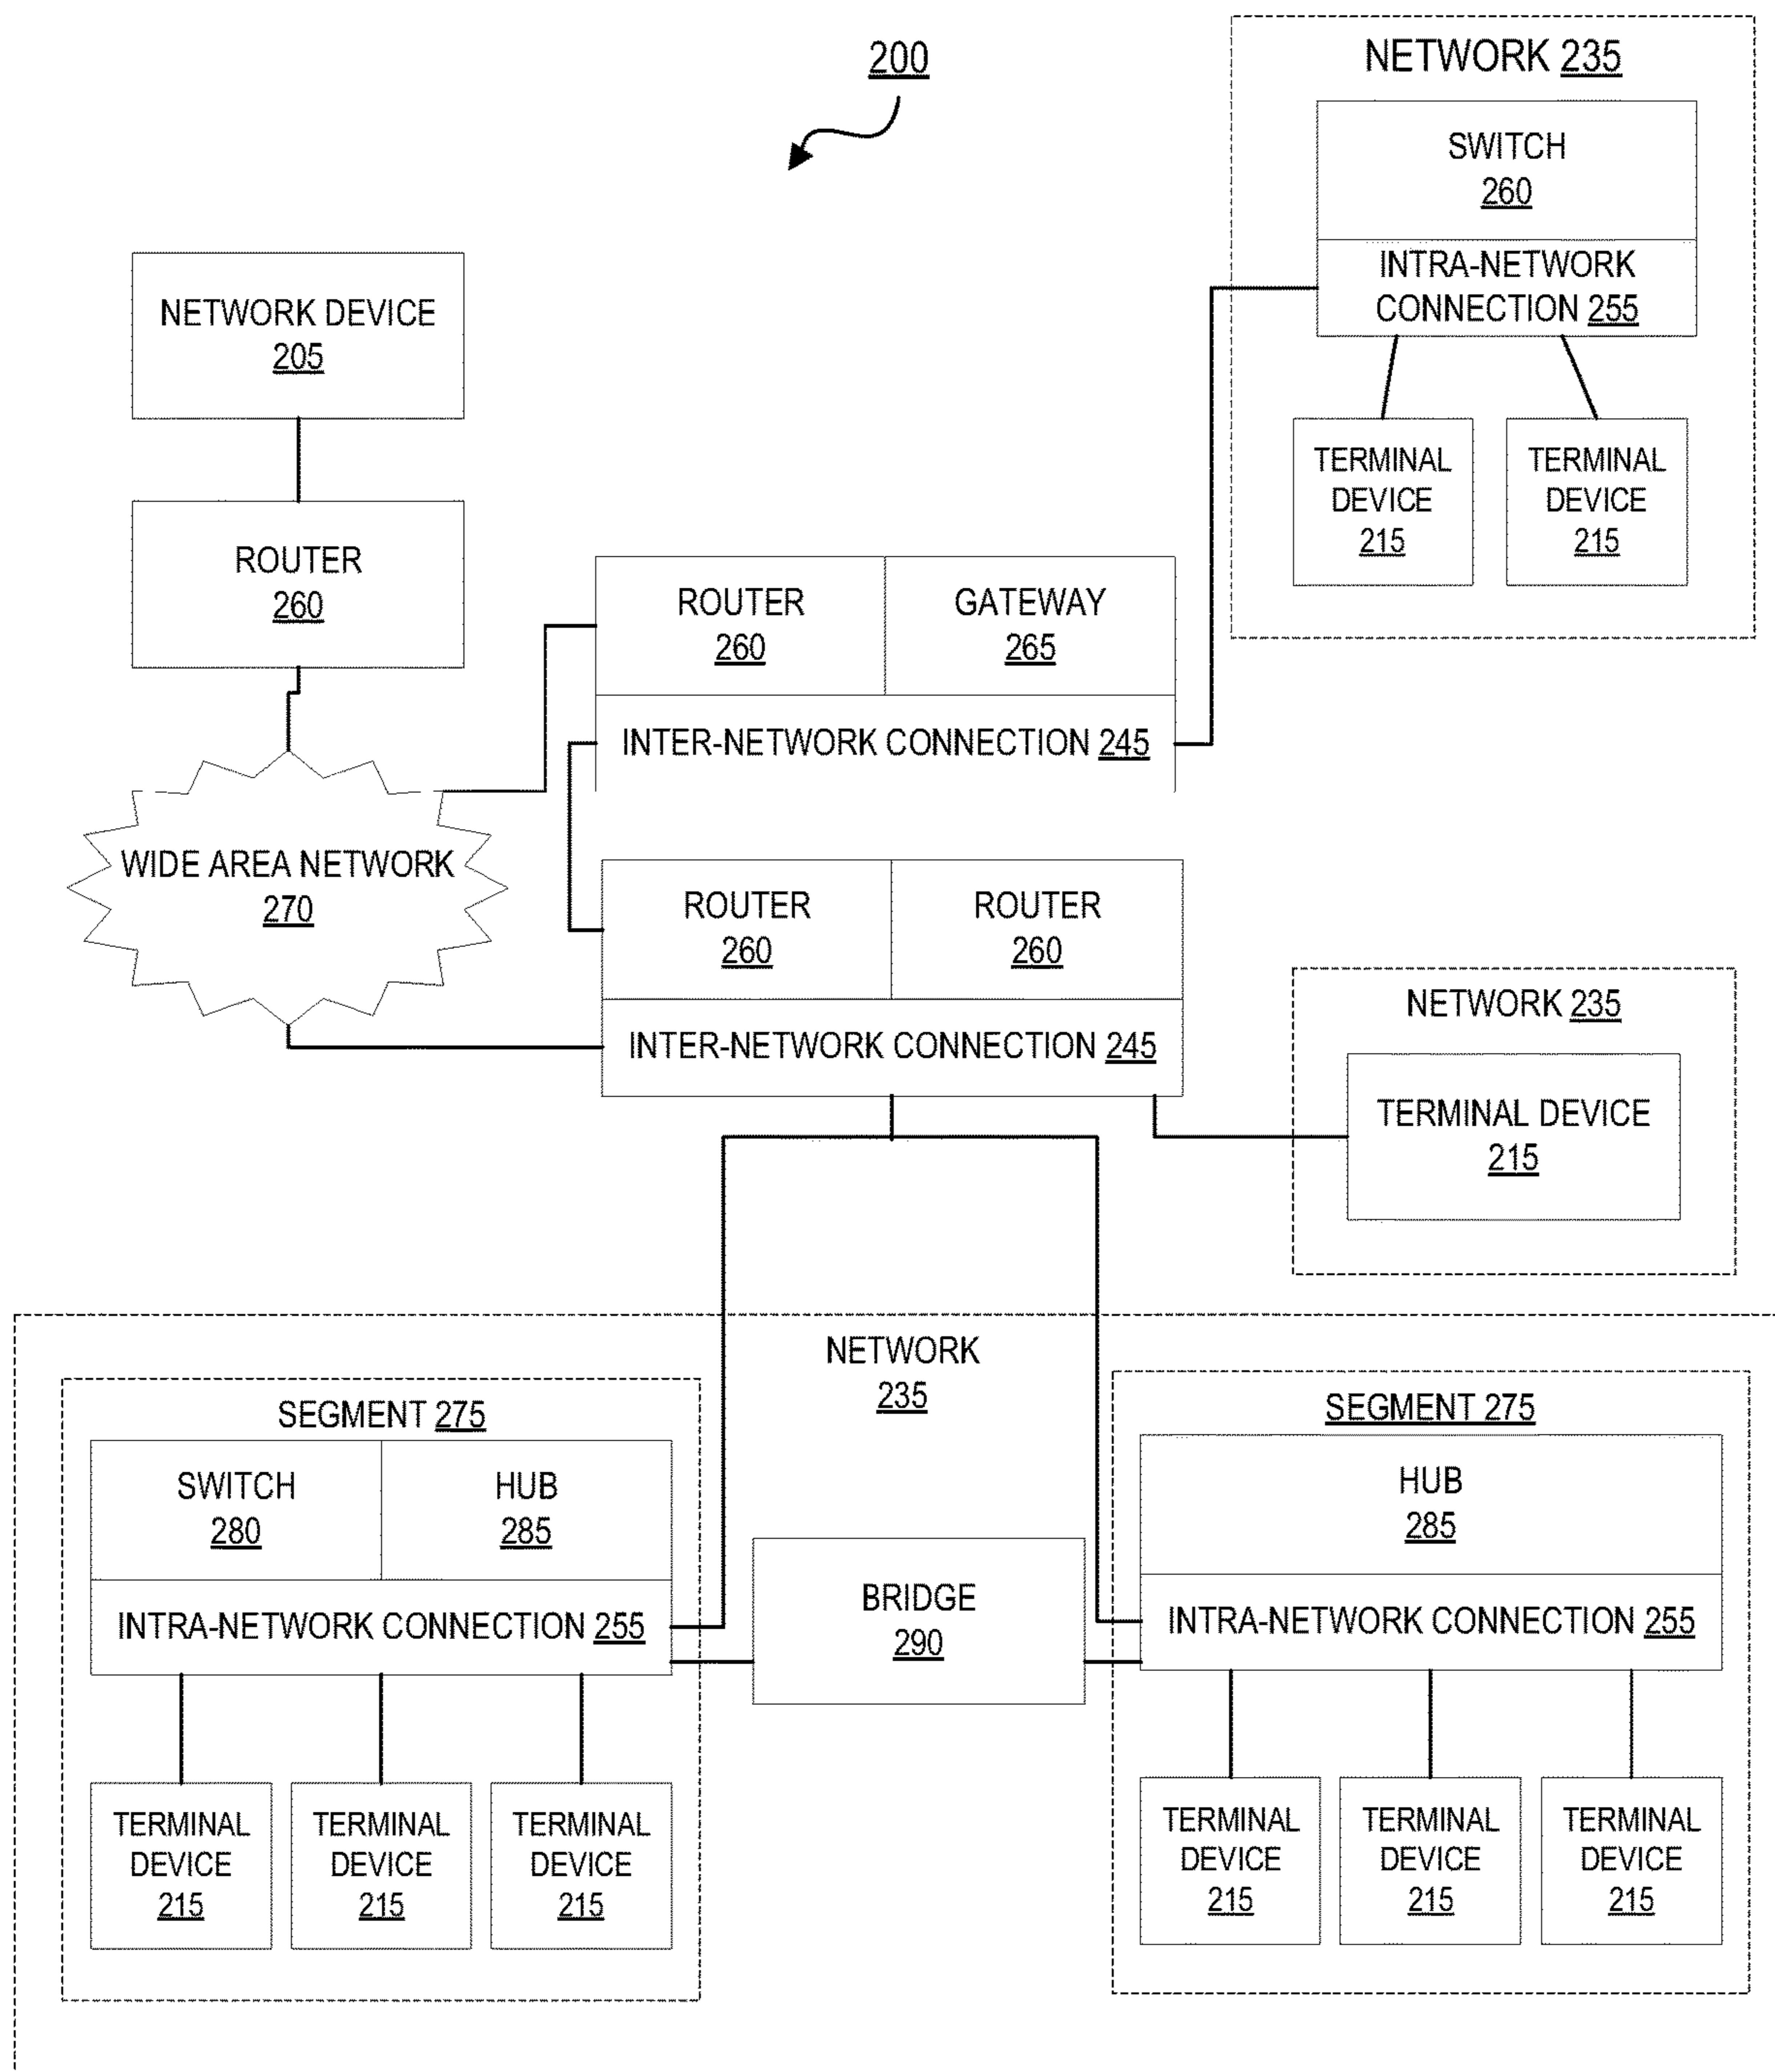 200
NETWORK 235
SWITCH
260
INTRA-NETWORK
CONNECTION 255
TERMINAL
DEVICE
215
TERMINAL
DEVICE
215
NETWORK DEVICE
205
ROUTER
260
ROUTER
260
GATEWAY
265
INTER-NETWORK CONNECTION 245
WIDE AREA NETWORK
270
ROUTER
260
ROUTER
260
INTER-NETWORK CONNECTION 245
NETWORK 235
TERMINAL DEVICE
215
NETWORK
235
SEGMENT 275
SWITCH
280
HUB
285
INTRA-NETWORK CONNECTION 255
TERMINAL
DEVICE
215
TERMINAL
DEVICE
215
TERMINAL
DEVICE
215
BRIDGE
290
SEGMENT 275
HUB
285
INTRA-NETWORK CONNECTION 255
TERMINAL
DEVICE
215
TERMINAL
DEVICE
215
TERMINAL
DEVICE
215